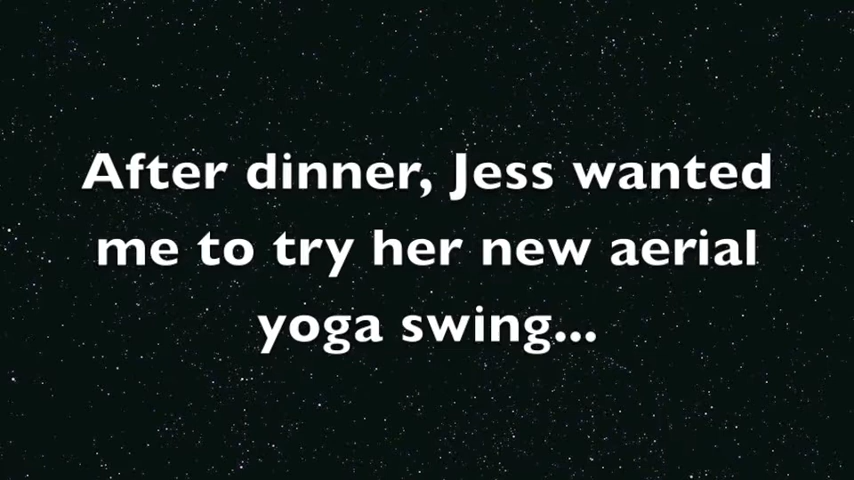 After dinner, Jess wanted
me to try her new aerial
yoga swing...